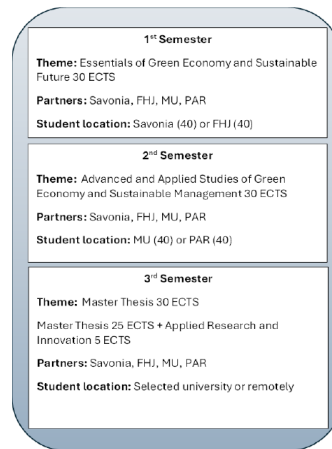 1st Semester
Theme: Essentials of Green Economy and Sustainable
Future 30 ECTS
Partners: Savonia, FHJ, MU, PAR
Student location: Savonia (40) or FHJ (40)
2nd Semester
Theme: Advanced and Applied Studies of Green
Economy and Sustainable Management 30 ECTS
Partners: Savonia, FHJ, MU, PAR
Student location: MU (40) or PAR (40)
3rd Semester
Theme: Master Thesis 30 ECTS
Master Thesis 25 ECTS + Applied Research and
Innovation 5 ECTS
Partners: Savonia, FHJ, MU, PAR
Student location: Selected university or remotely